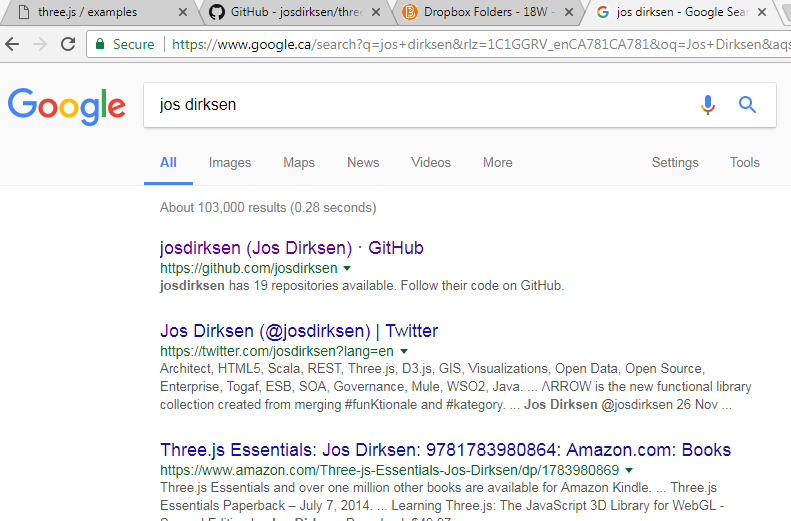 three.js / examples
GitHub - josdirksen/three
Dropbox Folders - 18W -
jos dirksen - Google Sear
Secure
https://www.google.ca/search?q=jos+dirksen&rlz=1C1GGRV_enCA781CA781&oq=Jos+Dirksen&aqs
Google
jos dirksen
All Images Maps News Videos More Settings Tools
About 103,000 results (0.28 seconds)
josdirksen (Jos Dirksen) · GitHub
https://github.com/josdirksen
josdirksen has 19 repositories available. Follow their code on GitHub.
Jos Dirksen (@josdirksen) | Twitter
https://twitter.com/josdirksen?lang=en
Architect, HTML5, Scala, REST, Three.js, D3.js, GIS, Visualizations, Open Data, Open Source,
Enterprise, Togaf, ESB, SOA, Governance, Mule, WSO2, Java. ... /\RROW is the new functional library
collection created from merging #funKtionale and #kategory. ... Jos Dirksen @josdirksen 26 Nov ...
Three.js Essentials: Jos Dirksen: 9781783980864: Amazon.com: Books
https://www.amazon.com/Three-js-Essentials-Jos-Dirksen/dp/1783980869
Three.js Essentials and over one million other books are available for Amazon Kindle. ... Three.js
Essentials Paperback – July 7, 2014. ... Learning Three.js: The JavaScript 3D Library for WebGL -